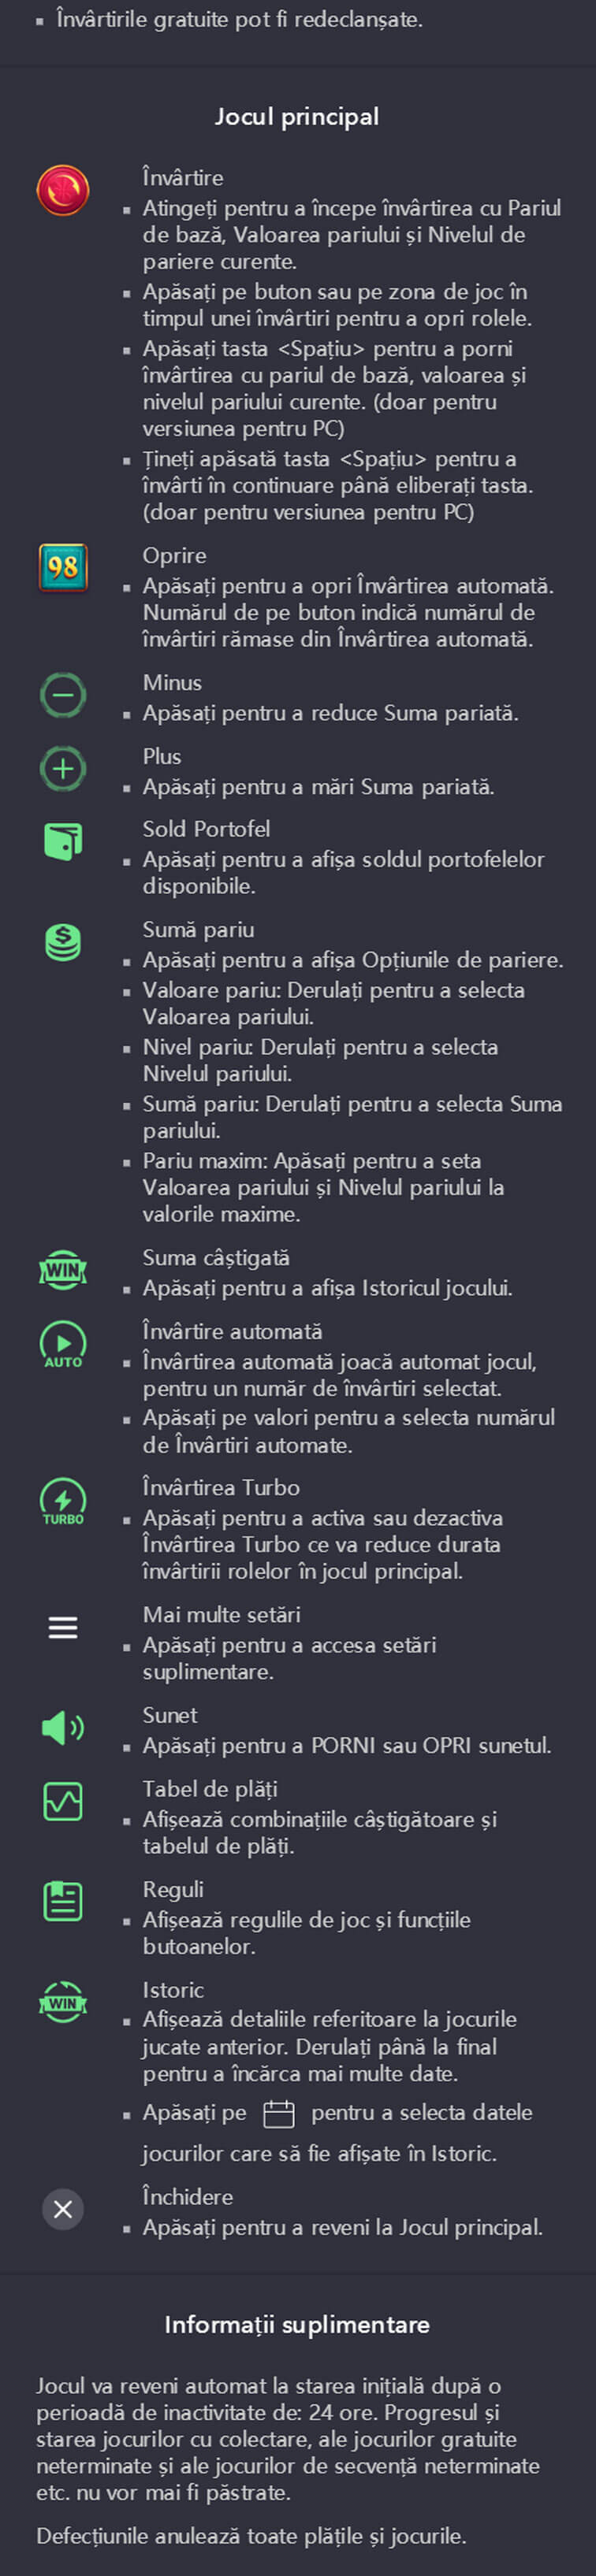 ▪ Învârtirile gratuite pot fi redeclanșate.
Jocul principal
Învârtire
▪ Atingeți pentru a începe învârtirea cu Pariul
de bază, Valoarea pariului și Nivelul de
pariere curente.
▪ Apăsați pe buton sau pe zona de joc în
timpul unei învârtiri pentru a opri rolele.
▪ Apăsați tasta <Spațiu> pentru a porni
învârtirea cu pariul de bază, valoarea și
nivelul pariului curente. (doar pentru
versiunea pentru PC)
▪ Țineți apăsată tasta <Spațiu> pentru a
învârti în continuare până eliberați tasta.
(doar pentru versiunea pentru PC)
98
Oprire
▪ Apăsați pentru a opri Învârtirea automată.
Numărul de pe buton indică numărul de
învârtiri rămase din Învârtirea automată.
Minus
▪ Apăsați pentru a reduce Suma pariată.
Plus
▪ Apăsați pentru a mări Suma pariată.
Sold Portofel
▪ Apăsați pentru a afișa soldul portofelelor
disponibile.
$
Sumă pariu
▪ Apăsați pentru a afișa Opțiunile de pariere.
▪ Valoare pariu: Derulați pentru a selecta
Valoarea pariului.
▪ Nivel pariu: Derulați pentru a selecta
Nivelul pariului.
▪ Sumă pariu: Derulați pentru a selecta Suma
pariului.
▪ Pariu maxim: Apăsați pentru a seta
Valoarea pariului și Nivelul pariului la
valorile maxime.
WIN
Suma câștigată
▪ Apăsați pentru a afișa Istoricul jocului.
AUTO
Învârtire automată
▪ Învârtirea automată joacă automat jocul,
pentru un număr de învârtiri selectat.
▪ Apăsați pe valori pentru a selecta numărul
de Învârtiri automate.
TURBO
Învârtirea Turbo
▪ Apăsați pentru a activa sau dezactiva
Învârtirea Turbo ce va reduce durata
învârtirii rolelor în jocul principal.
Mai multe setări
▪ Apăsați pentru a accesa setări
suplimentare.
Sunet
▪ Apăsați pentru a PORNI sau OPRI sunetul.
Tabel de plăți
▪ Afișează combinațiile câștigătoare și
tabelul de plăți.
Reguli
▪ Afișează regulile de joc și funcțiile
butoanelor.
WIN
Istoric
▪ Afișează detaliile referitoare la jocurile
jucate anterior. Derulați până la final
pentru a încărca mai multe date.
▪ Apăsați pe pentru a selecta datele
jocurilor care să fie afișate în Istoric.
Închidere
▪ Apăsați pentru a reveni la Jocul principal.
Informații suplimentare
Jocul va reveni automat la starea inițială după o
perioadă de inactivitate de: 24 ore. Progresul și
starea jocurilor cu colectare, ale jocurilor gratuite
neterminate și ale jocurilor de secvență neterminate
etc. nu vor mai fi păstrate.
Defecțiunile anulează toate plățile și jocurile.